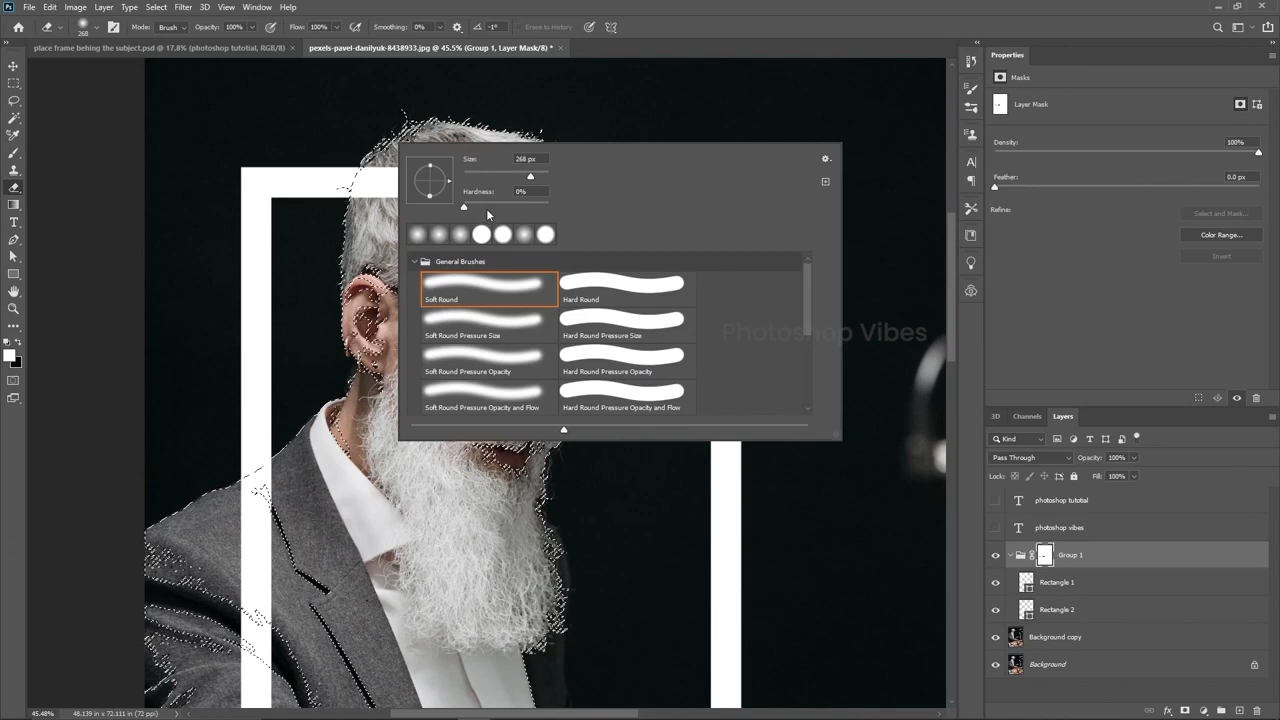 File Edit Image Layer Type Select Filter 3D View Window Help
268 Mode: Brush Opacity: 100% Flow: 100% Smoothing: 0% -1° Erase to History
place frame behing the subject.psd @ 17.8% (photoshop tutotial, RGB/8) × pexels-pavel-danilyuk-8438933.jpg @ 45.5% (Group 1, Layer Mask/8) * ×
Size: 268 px
Hardness: 0%
General Brushes
Soft Round Hard Round
Soft Round Pressure Size Hard Round Pressure Size
Soft Round Pressure Opacity Hard Round Pressure Opacity
Soft Round Pressure Opacity and Flow Hard Round Pressure Opacity and Flow
Photoshop Vibes
Properties
Masks
Layer Mask
Density: 100%
Feather: 0.0 px
Refine: Select and Mask...
Color Range...
Invert
3D Channels Layers
Kind
Pass Through Opacity: 100%
Lock: Fill: 100%
T photoshop tutorial
T photoshop vibes
Group 1
Rectangle 1
Rectangle 2
Background copy
Background
45.48% 48.139 in x 72.111 in (72 ppi)